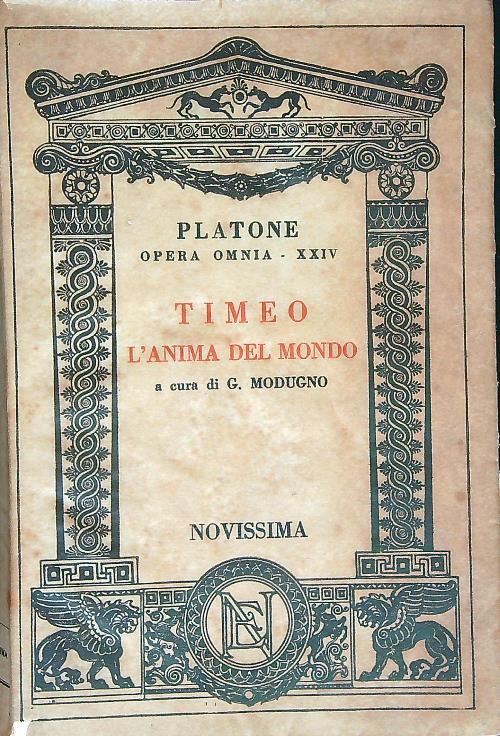 PLATONE
OPERA OMNIA - XXIV
TIMEO
L'ANIMA DEL MONDO
a cura di G. MODUGNO
NOVISSIMA